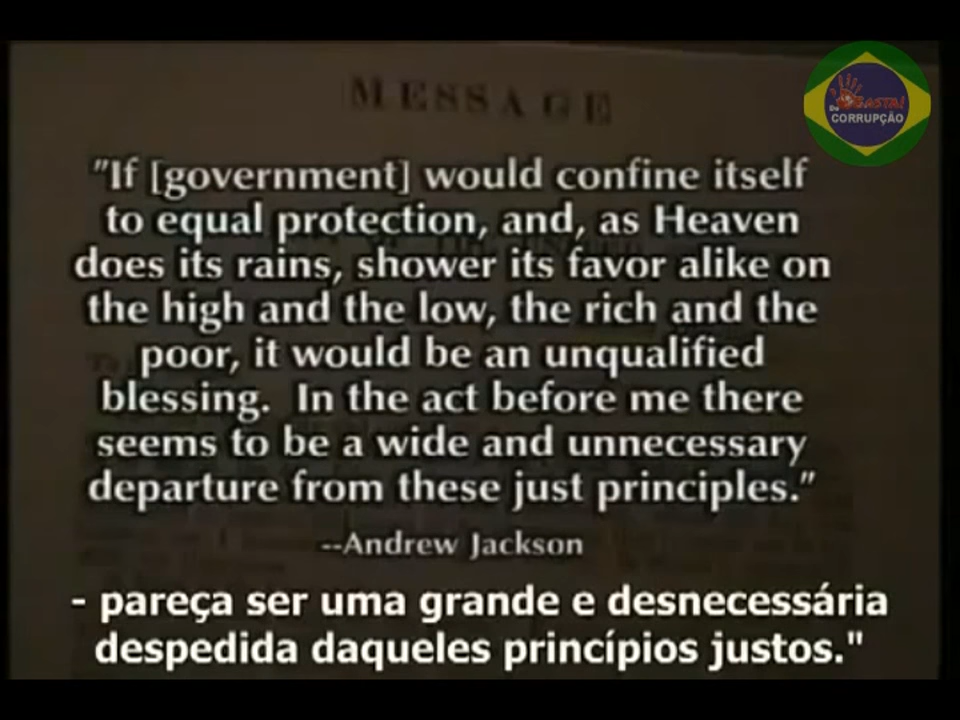 MESSAGE
De BASTA!
CORRUPÇÃO
"If [government] would confine itself
to equal protection, and, as Heaven
does its rains, shower its favor alike on
the high and the low, the rich and the
poor, it would be an unqualified
blessing.  In the act before me there
seems to be a wide and unnecessary
departure from these just principles."
--Andrew Jackson
- pareça ser uma grande e desnecessária
despedida daqueles princípios justos."